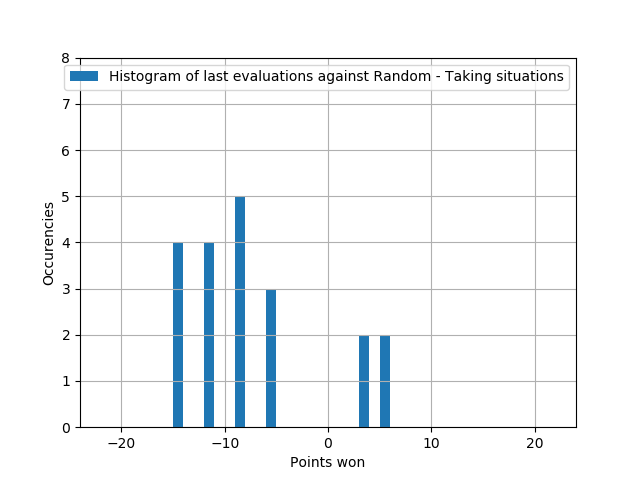 Histogram of last evaluations against Random - Taking situations
8
7
6
5
4
3
2
1
0
Occurencies
−20 −10 0 10 20
Points won